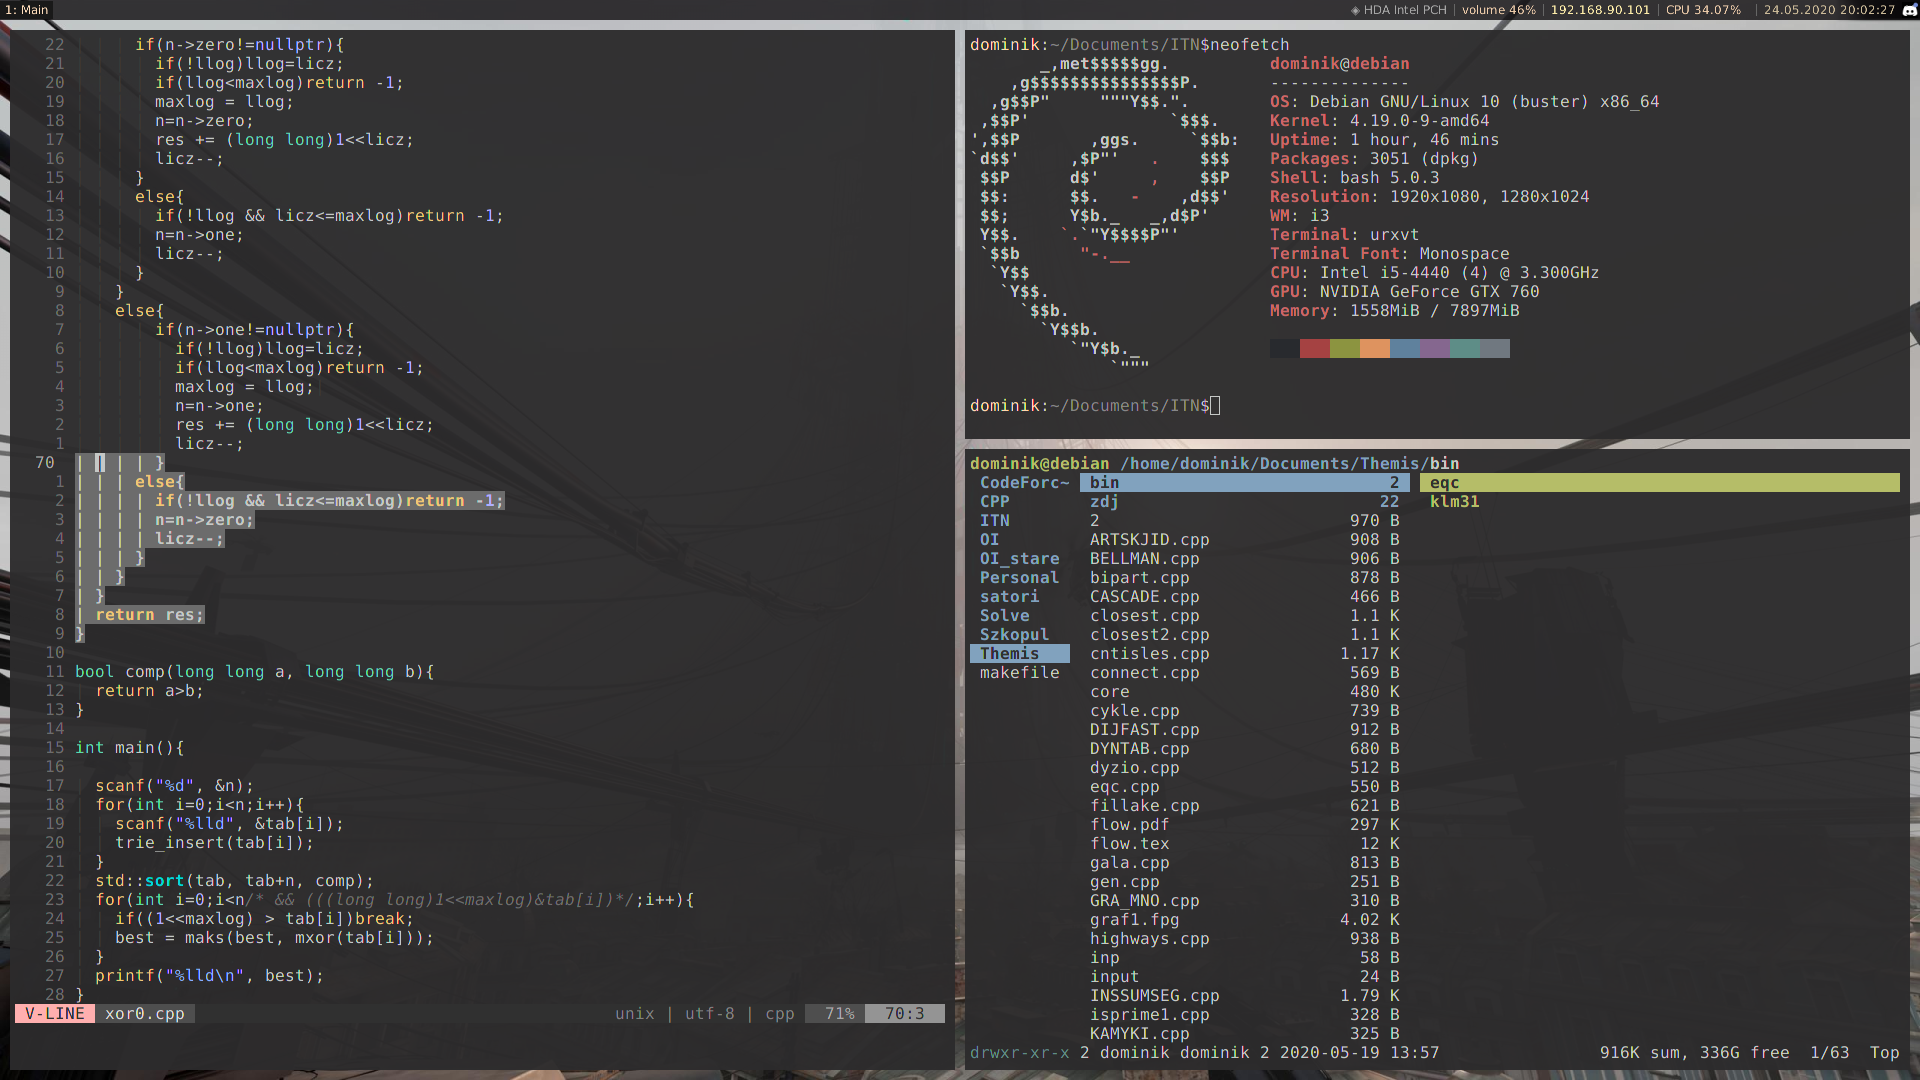 1: Main
◈ HDA Intel PCH | volume 46% | 192.168.90.101 | CPU 34.07% | 24.05.2020 20:02:27
22 if(n->zero!=nullptr){
21 if(!llog)llog=licz;
20 if(llog<maxlog)return -1;
19 maxlog = llog;
18 n=n->zero;
17 res += (long long)1<<licz;
16 licz--;
15 }
14 else{
13 if(!llog && licz<=maxlog)return -1;
12 n=n->one;
11 licz--;
10 }
9 }
8 else{
7 if(n->one!=nullptr){
6 if(!llog)llog=licz;
5 if(llog<maxlog)return -1;
4 maxlog = llog;
3 n=n->one;
2 res += (long long)1<<licz;
1 licz--;
70 | | | | }
1 | | | else{
2 | | | | if(!llog && licz<=maxlog)return -1;
3 | | | | n=n->zero;
4 | | | | licz--;
5 | | | }
6 | | }
7 | }
8 | return res;
9 }
10
11 bool comp(long long a, long long b){
12 return a>b;
13 }
14
15 int main(){
16
17 scanf("%d", &n);
18 for(int i=0;i<n;i++){
19 scanf("%lld", &tab[i]);
20 trie_insert(tab[i]);
21 }
22 std::sort(tab, tab+n, comp);
23 for(int i=0;i<n/* && (((long long)1<<maxlog)&tab[i])*/;i++){
24 if((1<<maxlog) > tab[i])break;
25 best = maks(best, mxor(tab[i]));
26 }
27 printf("%lld\n", best);
28 }
V-LINE xor0.cpp unix | utf-8 | cpp 71% 70:3
dominik:~/Documents/ITN$neofetch
_,met$$$$$gg.
,g$$$$$$$$$$$$$$$P.
,g$$P" """Y$$.".
,$$P' `$$$.
',$$P ,ggs. `$$b:
`d$$' ,$P"' . $$$
$$P d$' , $$P
$$: $$. - ,d$$'
$$; Y$b._ _,d$P'
Y$$. `.`"Y$$$$P"'
`$$b "-.__
`Y$$
`Y$$.
`$$b.
`Y$$b.
`"Y$b._
`"""
dominik@debian
--------------
OS: Debian GNU/Linux 10 (buster) x86_64
Kernel: 4.19.0-9-amd64
Uptime: 1 hour, 46 mins
Packages: 3051 (dpkg)
Shell: bash 5.0.3
Resolution: 1920x1080, 1280x1024
WM: i3
Terminal: urxvt
Terminal Font: Monospace
CPU: Intel i5-4440 (4) @ 3.300GHz
GPU: NVIDIA GeForce GTX 760
Memory: 1558MiB / 7897MiB
dominik:~/Documents/ITN$
dominik@debian /home/dominik/Documents/Themis/bin
CodeForc~
CPP
ITN
OI
OI_stare
Personal
satori
Solve
Szkopul
Themis
makefile
bin 2
zdj 22
2 970 B
ARTSKJID.cpp 908 B
BELLMAN.cpp 906 B
bipart.cpp 878 B
CASCADE.cpp 466 B
closest.cpp 1.1 K
closest2.cpp 1.1 K
cntisles.cpp 1.17 K
connect.cpp 569 B
core 480 K
cykle.cpp 739 B
DIJFAST.cpp 912 B
DYNTAB.cpp 680 B
dyzio.cpp 512 B
eqc.cpp 550 B
fillake.cpp 621 B
flow.pdf 297 K
flow.tex 12 K
gala.cpp 813 B
gen.cpp 251 B
GRA_MNO.cpp 310 B
graf1.fpg 4.02 K
highways.cpp 938 B
inp 58 B
input 24 B
INSSUMSEG.cpp 1.79 K
isprime1.cpp 328 B
KAMYKI.cpp 325 B
eqc
klm31
drwxr-xr-x 2 dominik dominik 2 2020-05-19 13:57 916K sum, 336G free 1/63 Top